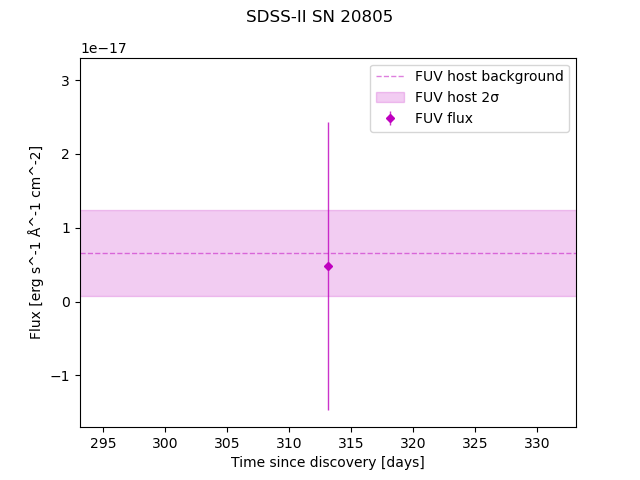 SDSS-II SN 20805
1e−17
FUV host background
FUV host 2σ
FUV flux
3
2
1
0
−1
Flux [erg s^-1 Å^-1 cm^-2]
295 300 305 310 315 320 325 330
Time since discovery [days]